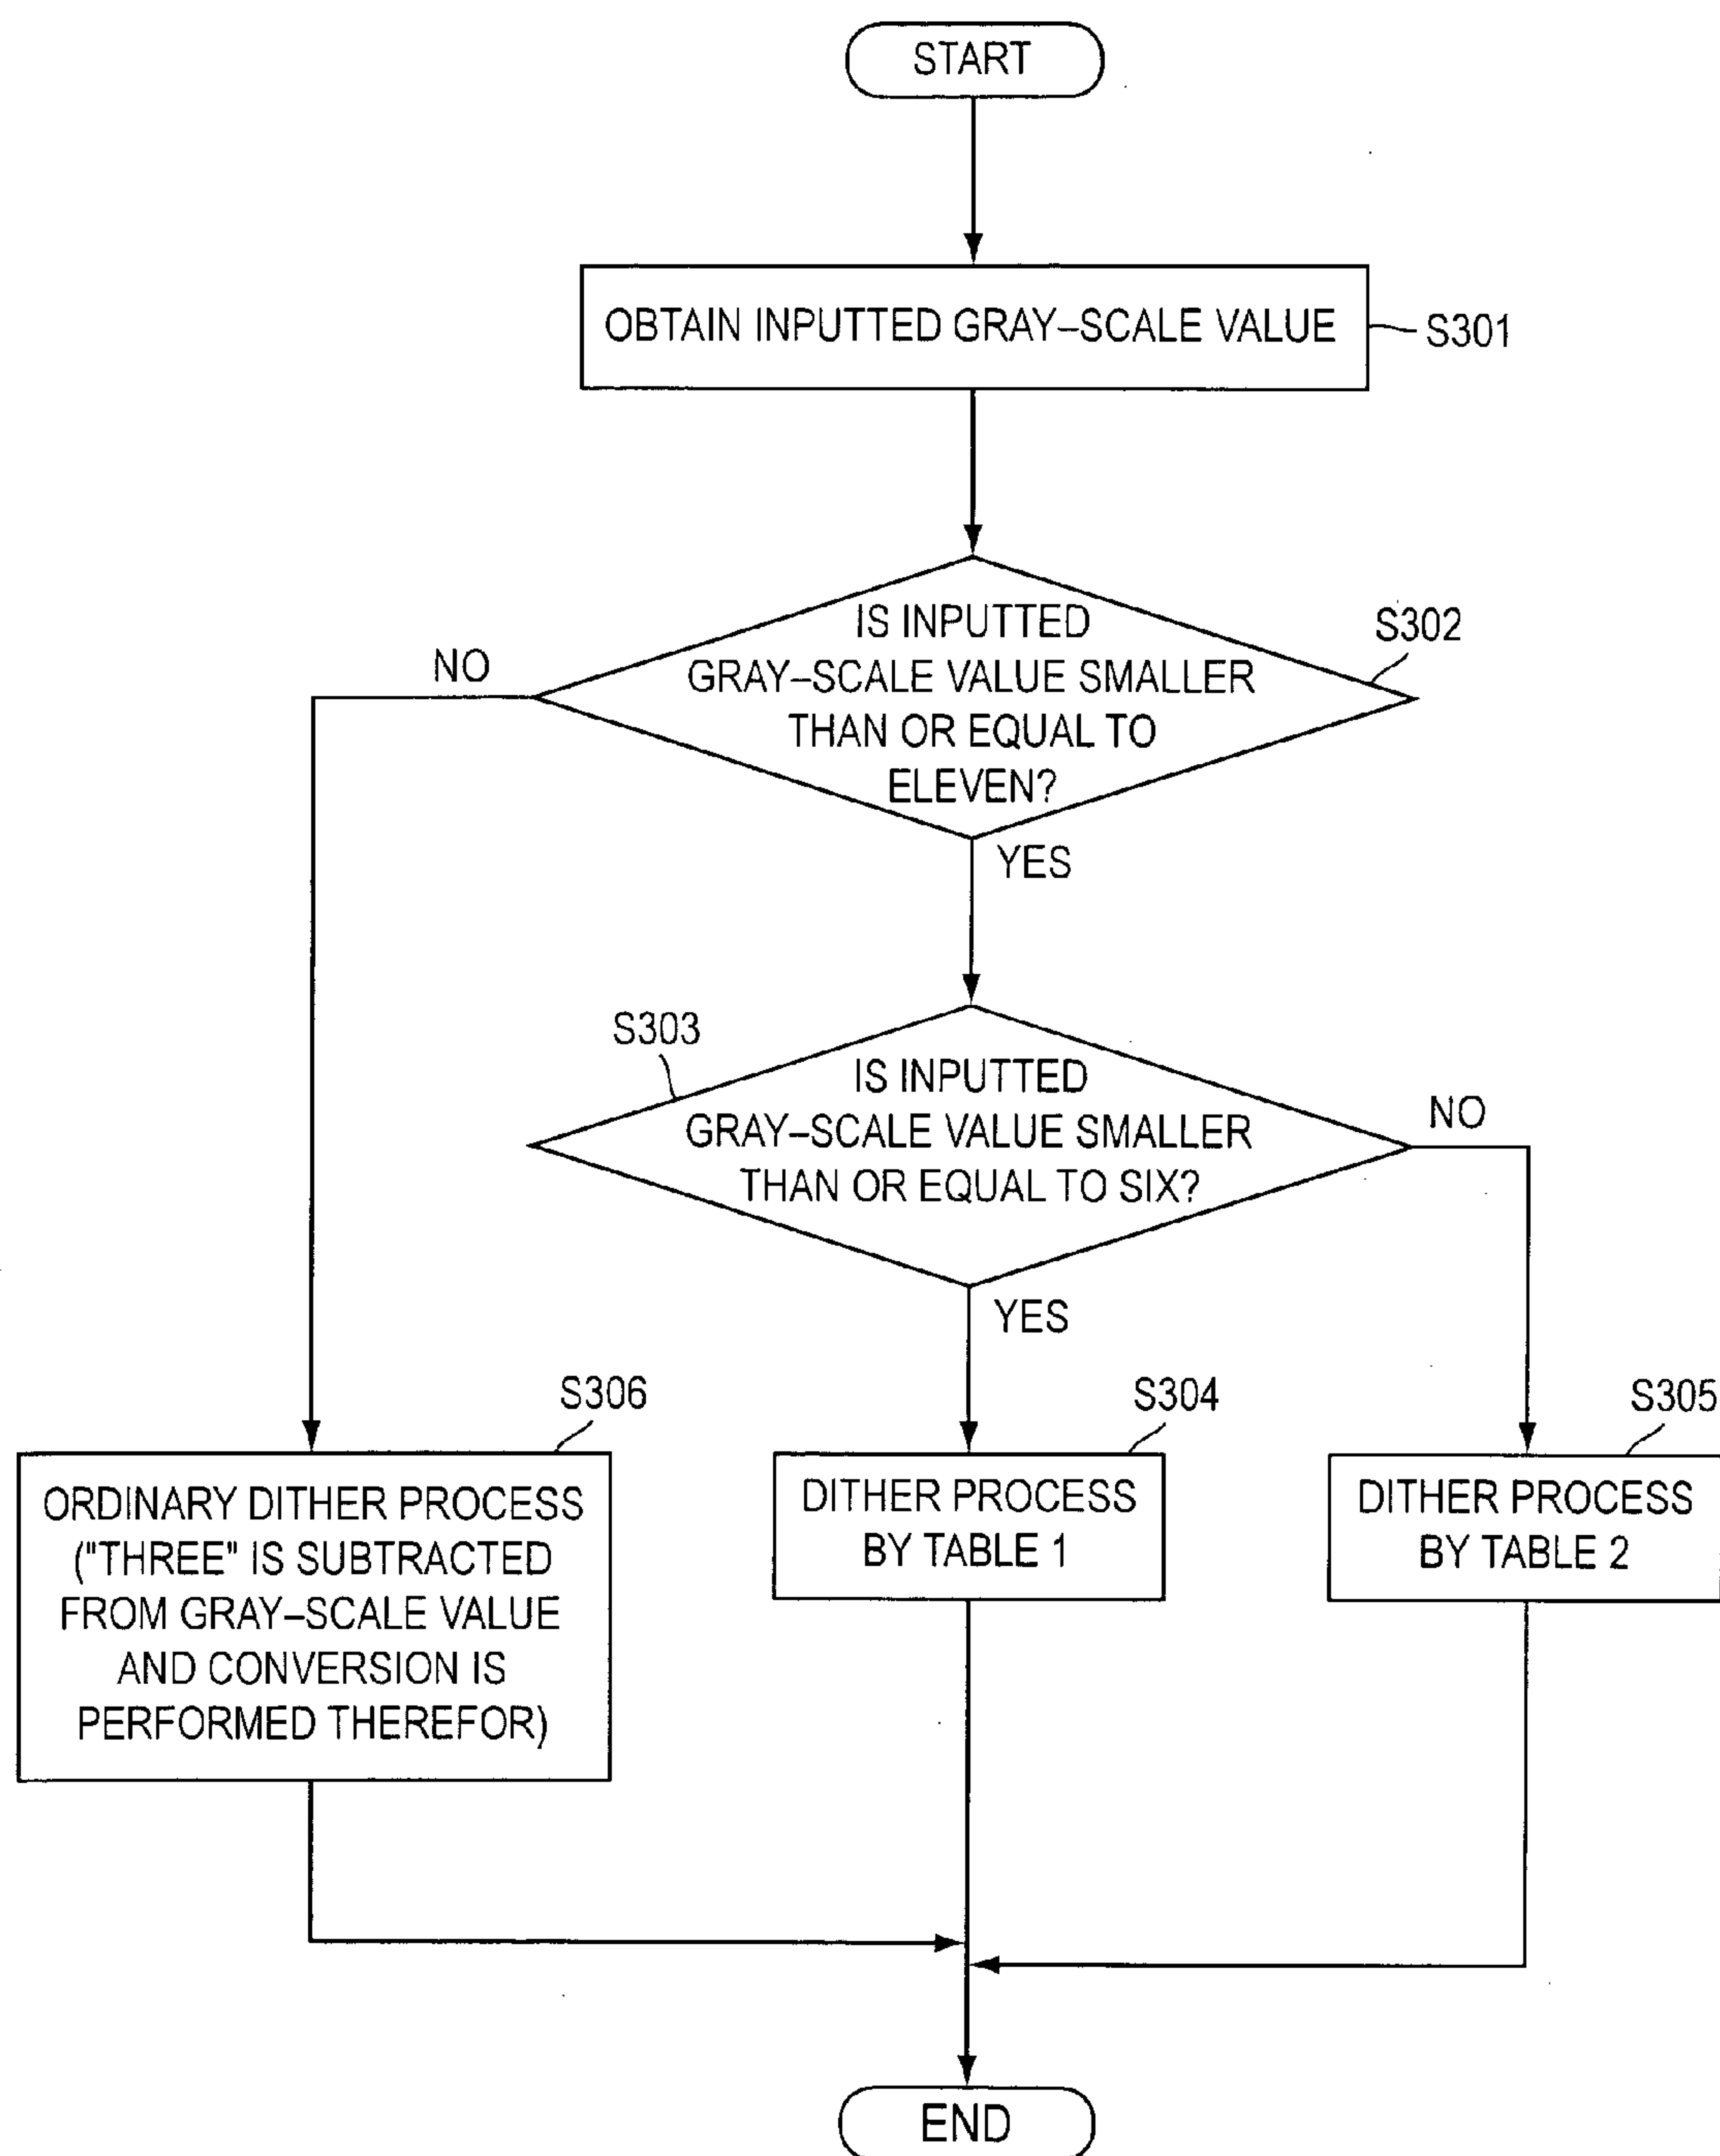 START
OBTAIN INPUTTED GRAY–SCALE VALUE
S301
IS INPUTTED
GRAY–SCALE VALUE SMALLER
THAN OR EQUAL TO
ELEVEN?
S302
NO
YES
S303
IS INPUTTED
GRAY–SCALE VALUE SMALLER
THAN OR EQUAL TO SIX?
NO
YES
S306
ORDINARY DITHER PROCESS
("THREE" IS SUBTRACTED
FROM GRAY–SCALE VALUE
AND CONVERSION IS
PERFORMED THEREFOR)
S304
DITHER PROCESS
BY TABLE 1
S305
DITHER PROCESS
BY TABLE 2
END